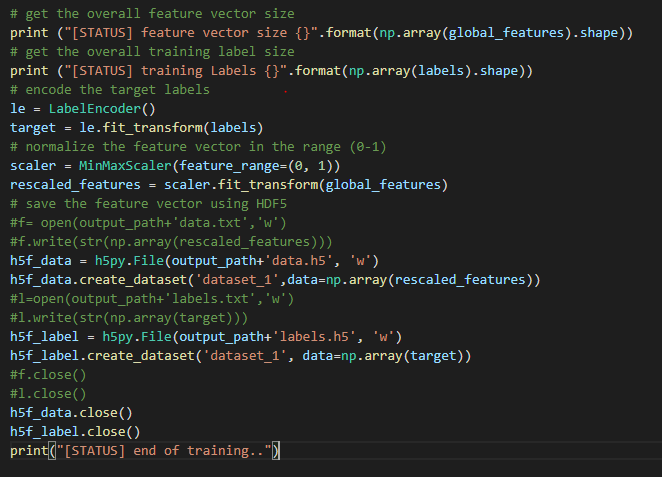 # get the overall feature vector size
print ("[STATUS] feature vector size {}".format(np.array(global_features).shape))
# get the overall training label size
print ("[STATUS] training Labels {}".format(np.array(labels).shape))
# encode the target labels
le = LabelEncoder()
target = le.fit_transform(labels)
# normalize the feature vector in the range (0-1)
scaler = MinMaxScaler(feature_range=(0, 1))
rescaled_features = scaler.fit_transform(global_features)
# save the feature vector using HDF5
#f= open(output_path+'data.txt','w')
#f.write(str(np.array(rescaled_features)))
h5f_data = h5py.File(output_path+'data.h5', 'w')
h5f_data.create_dataset('dataset_1',data=np.array(rescaled_features))
#l=open(output_path+'labels.txt','w')
#l.write(str(np.array(target)))
h5f_label = h5py.File(output_path+'labels.h5', 'w')
h5f_label.create_dataset('dataset_1', data=np.array(target))
#f.close()
#l.close()
h5f_data.close()
h5f_label.close()
print("[STATUS] end of training..")